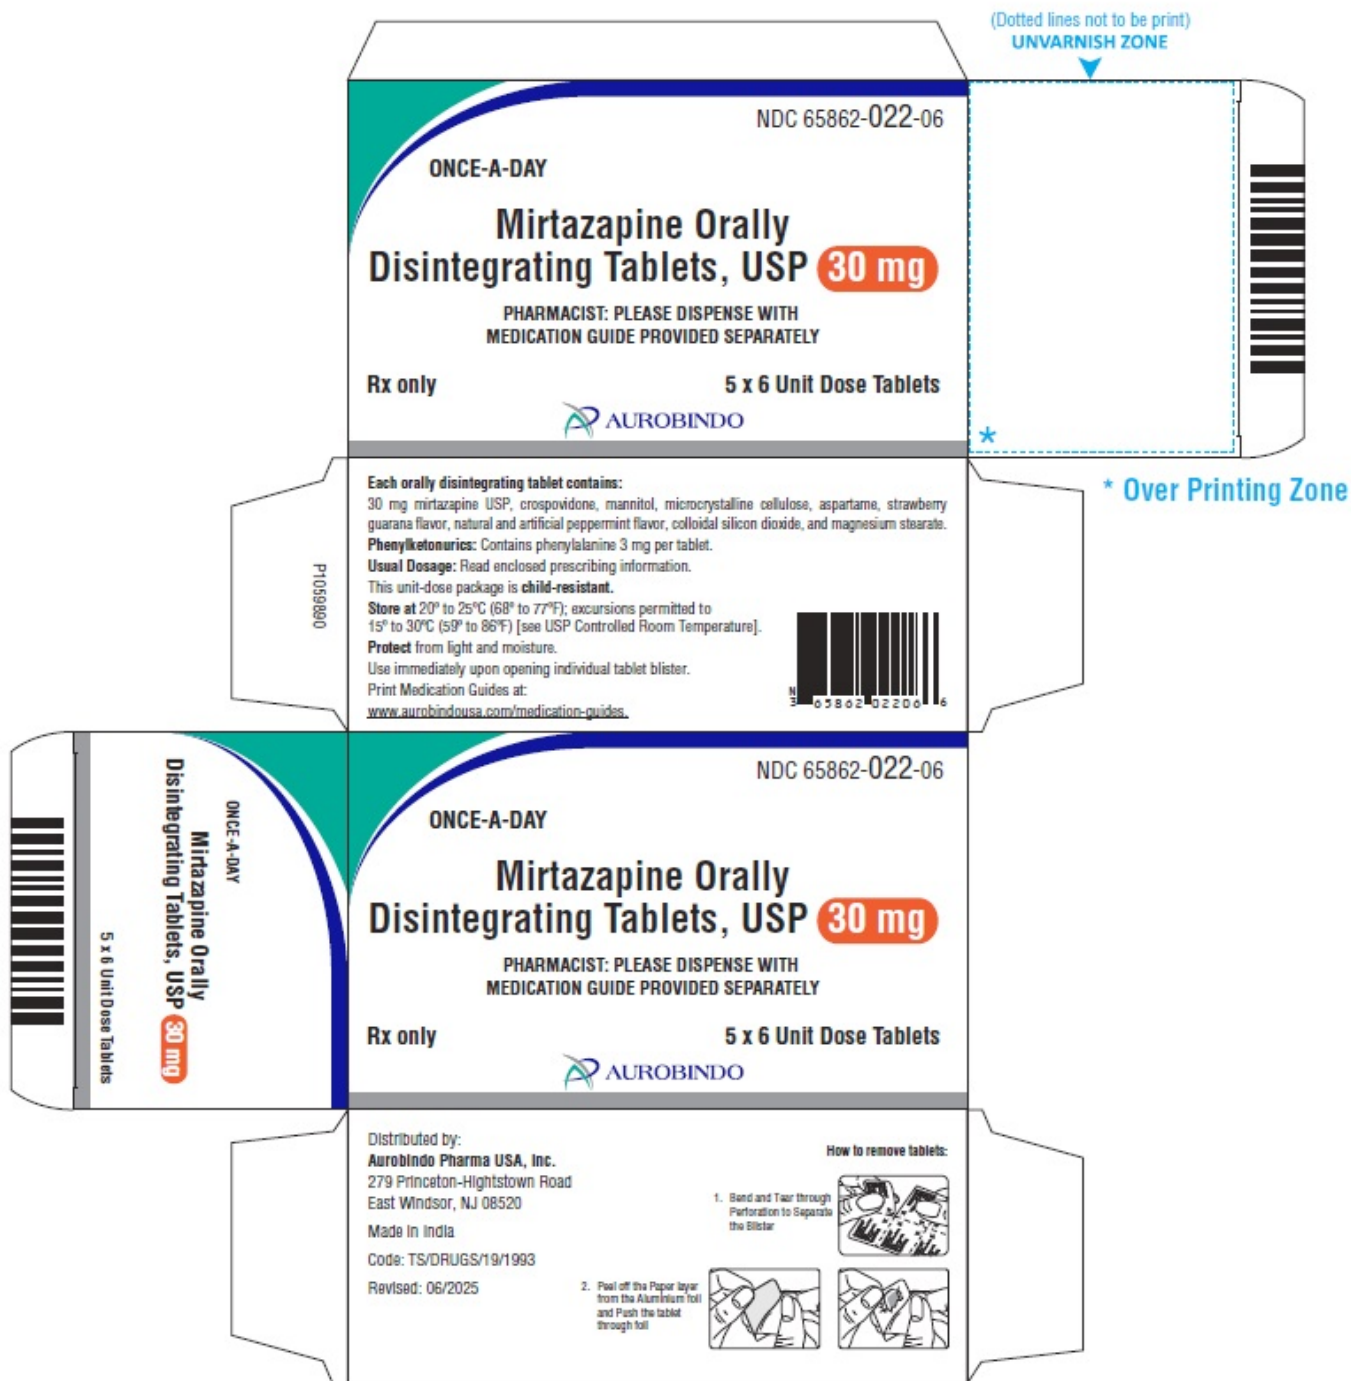 (Dotted lines not to be print)
UNVARNISH ZONE
NDC 65862-022-06
ONCE-A-DAY
Mirtazapine Orally
Disintegrating Tablets, USP 30 mg
PHARMACIST: PLEASE DISPENSE WITH
MEDICATION GUIDE PROVIDED SEPARATELY
Rx only 5 x 6 Unit Dose Tablets
AUROBINDO
*
* Over Printing Zone
Each orally disintegrating tablet contains:
30 mg mirtazapine USP, crospovidone, mannitol, microcrystalline cellulose, aspartame, strawberry
guarana flavor, natural and artificial peppermint flavor, colloidal silicon dioxide, and magnesium stearate.
Phenylketonurics: Contains phenylalanine 3 mg per tablet.
Usual Dosage: Read enclosed prescribing information.
This unit-dose package is child-resistant.
Store at 20º to 25ºC (68º to 77ºF); excursions permitted to
15º to 30ºC (59º to 86ºF) [see USP Controlled Room Temperature].
Protect from light and moisture.
Use immediately upon opening individual tablet blister.
Print Medication Guides at:
www.aurobindousa.com/medication-guides.
P1059890
N
3 65862 02206 6
ONCE-A-DAY
Mirtazapine Orally
Disintegrating Tablets, USP 30 mg
5 x 6 Unit Dose Tablets
NDC 65862-022-06
ONCE-A-DAY
Mirtazapine Orally
Disintegrating Tablets, USP 30 mg
PHARMACIST: PLEASE DISPENSE WITH
MEDICATION GUIDE PROVIDED SEPARATELY
Rx only 5 x 6 Unit Dose Tablets
AUROBINDO
Distributed by:
Aurobindo Pharma USA, Inc.
279 Princeton-Hightstown Road
East Windsor, NJ 08520
Made in India
Code: TS/DRUGS/19/1993
Revised: 06/2025
How to remove tablets:
1. Bend and Tear through
Perforation to Separate
the Blister
2. Peel off the Paper layer
from the Aluminium foil
and Push the tablet
through foil